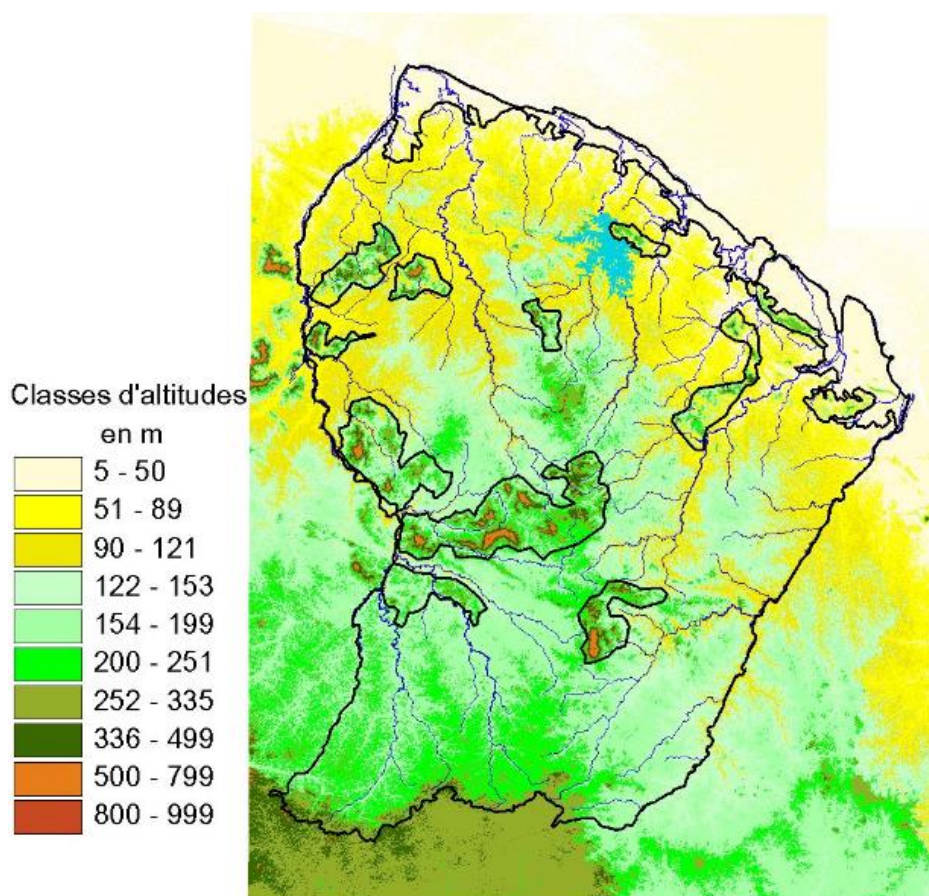 Classes d'altitudes
en m
5 - 50
51 - 89
90 - 121
122 - 153
154 - 199
200 - 251
252 - 335
336 - 499
500 - 799
800 - 999